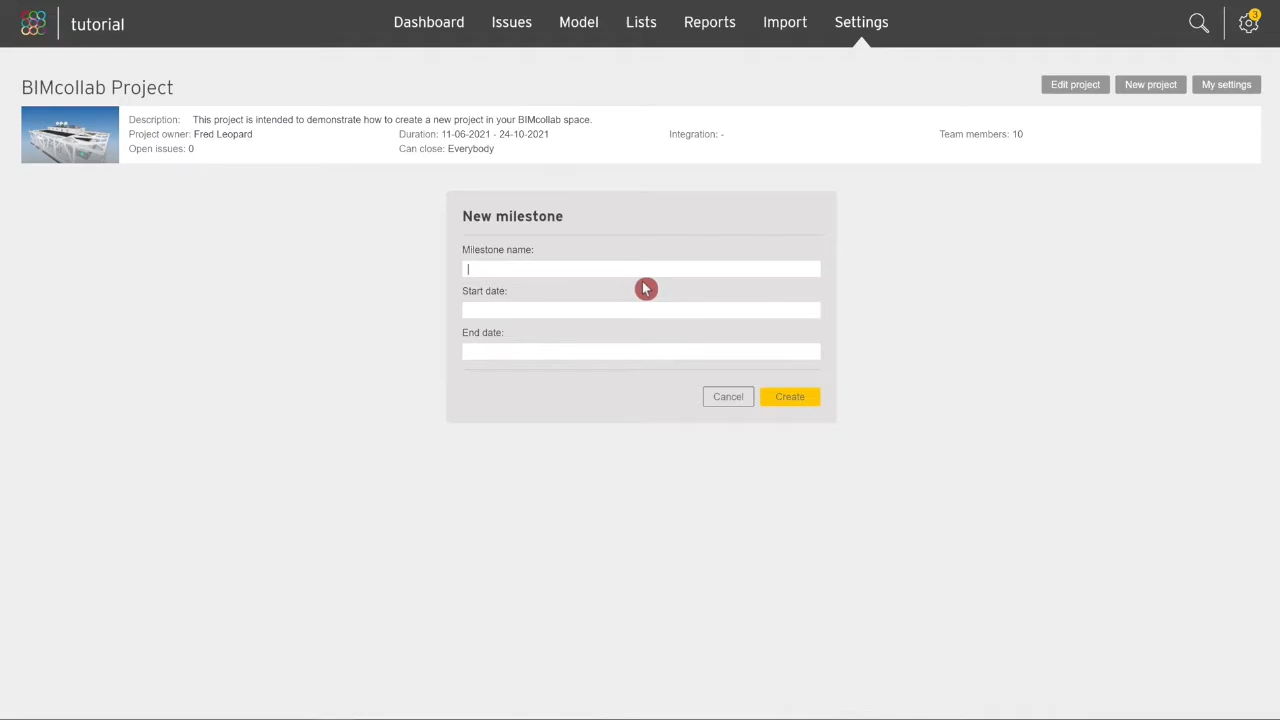 tutorial
Dashboard Issues Model Lists Reports Import Settings
3
BIMcollab Project
Edit project New project My settings
Description: This project is intended to demonstrate how to create a new project in your BIMcollab space.
Project owner: Fred Leopard Duration: 11-06-2021 - 24-10-2021 Integration: - Team members: 10
Open issues: 0 Can close: Everybody
New milestone
Milestone name:
Start date:
End date:
Cancel Create